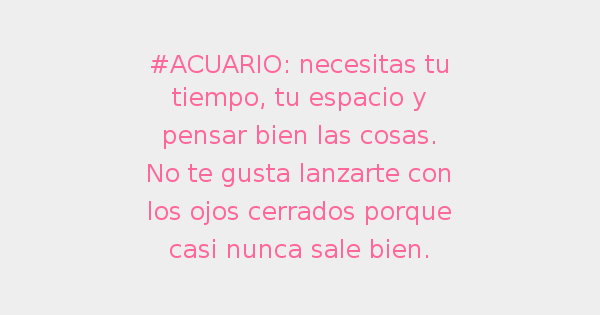 #ACUARIO: necesitas tu
tiempo, tu espacio y
pensar bien las cosas.
No te gusta lanzarte con
los ojos cerrados porque
casi nunca sale bien.